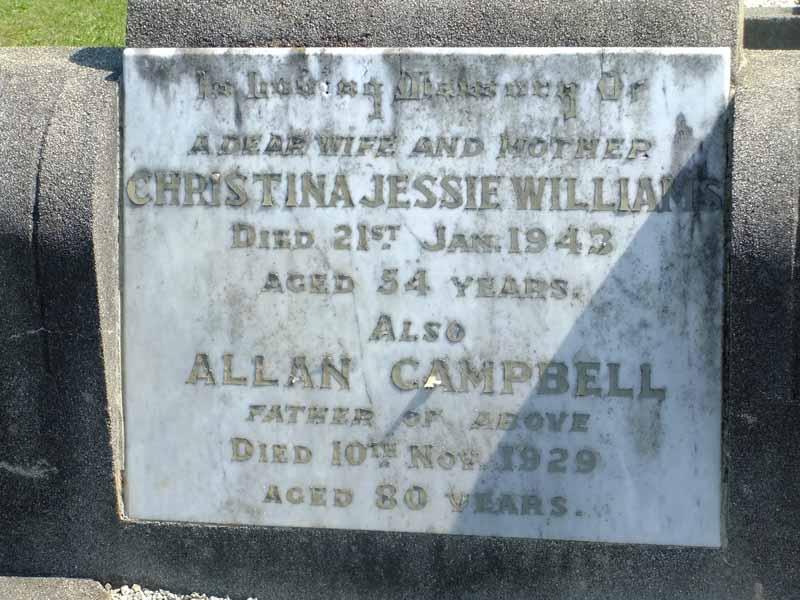 In Loving Memory Of
A DEAR WIFE AND MOTHER
CHRISTINA JESSIE WILLIAMS
DIED 21ST JAN. 1943
AGED 54 YEARS.
ALSO
ALLAN CAMPBELL
FATHER OF ABOVE
DIED 10TH NOV. 1929
AGED 80 YEARS.